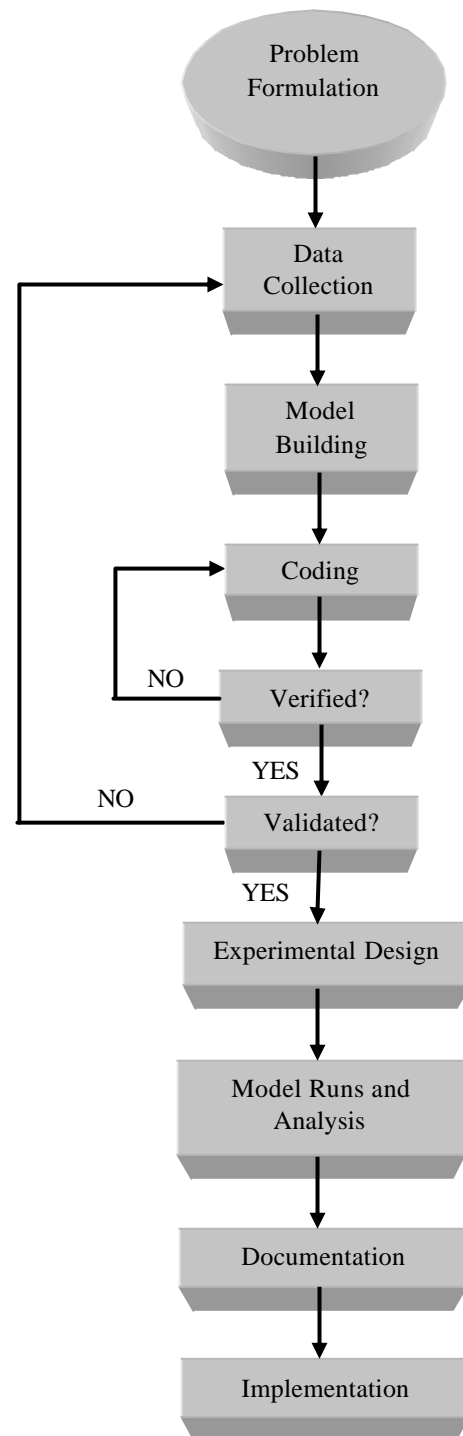 Problem
Formulation
Data
Collection
Model
Building
Coding
NO
Verified?
YES
NO
Validated?
YES
Experimental Design
Model Runs and
Analysis
Documentation
Implementation